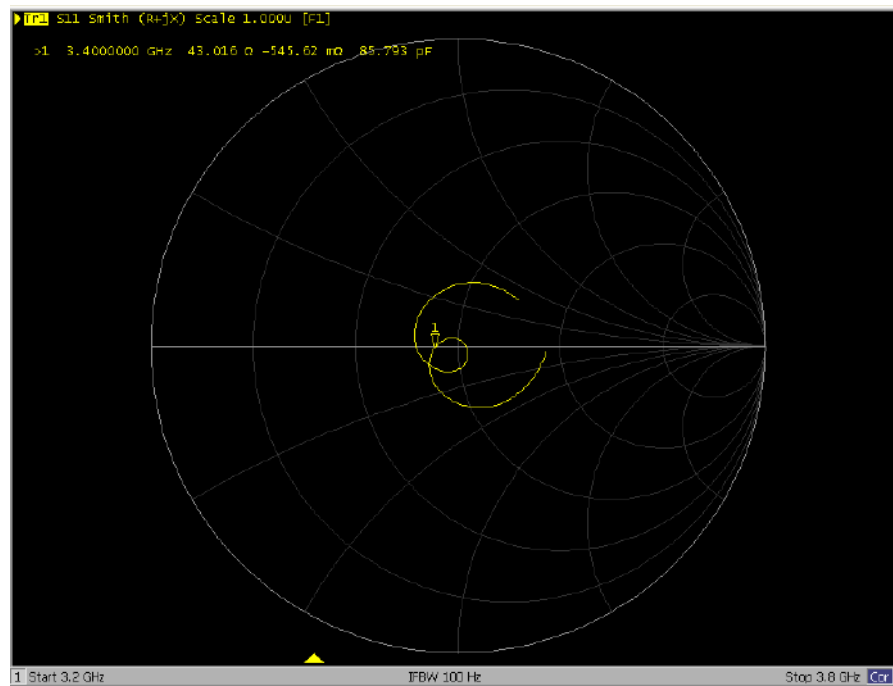 Tr1 S11 Smith (R+jX) Scale 1.000U [F1]
>1 3.4000000 GHz 43.016 Ω -545.62 mΩ 85.793 pF
1
1 Start 3.2 GHz IFBW 100 Hz Stop 3.8 GHz Cor